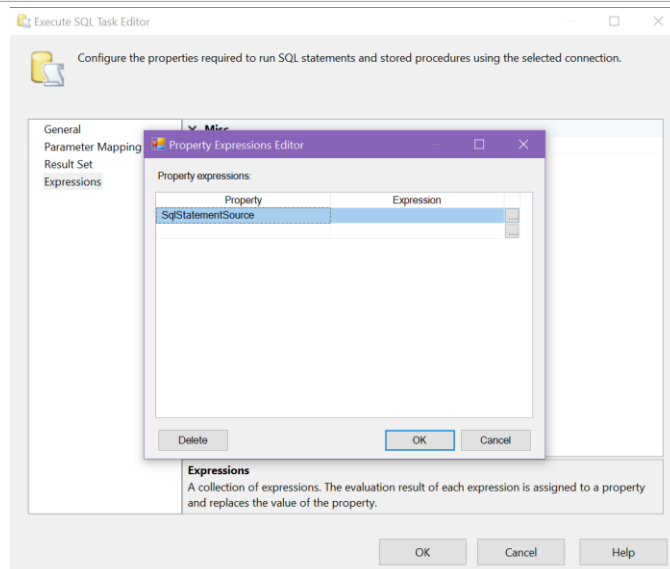 Execute SQL Task Editor
Configure the properties required to run SQL statements and stored procedures using the selected connection.
General
Parameter Mapping
Result Set
Expressions
Misc
Property Expressions Editor
Property expressions:
Property Expression
SqlStatementSource
...
...
Delete OK Cancel
Expressions
A collection of expressions. The evaluation result of each expression is assigned to a property
and replaces the value of the property.
OK Cancel Help